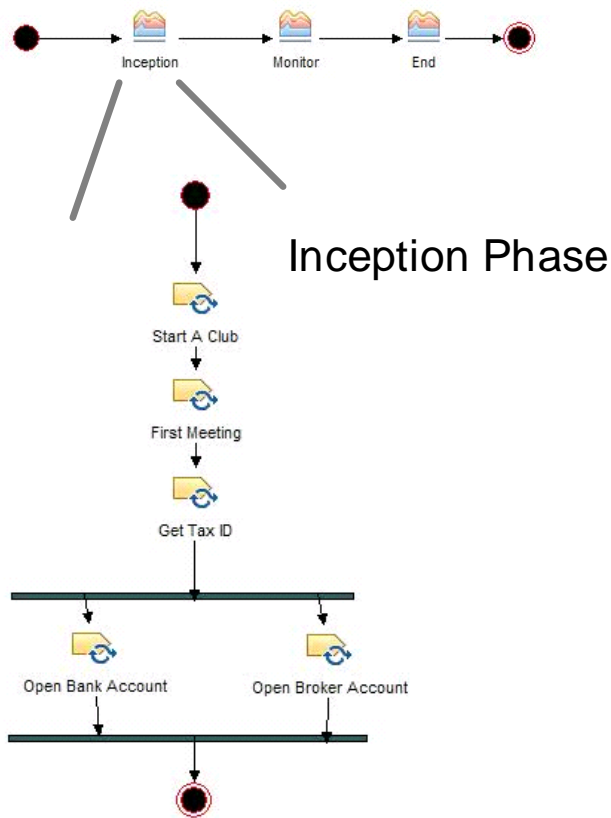 Inception
Monitor
End
Inception Phase
Start A Club
First Meeting
Get Tax ID
Open Bank Account
Open Broker Account